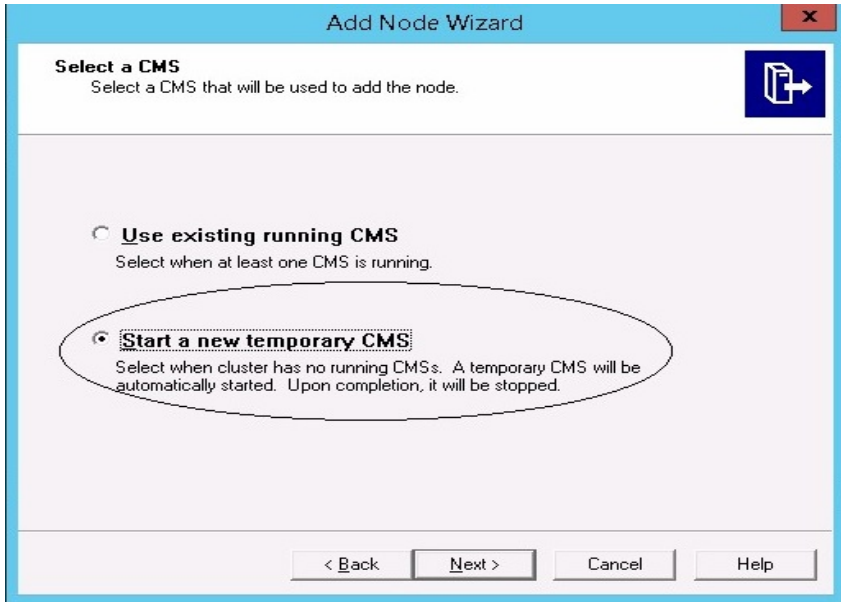 Add Node Wizard
x
Select a CMS
Select a CMS that will be used to add the node.
Use existing running CMS
Select when at least one CMS is running.
Start a new temporary CMS
Select when cluster has no running CMSs. A temporary CMS will be
automatically started. Upon completion, it will be stopped.
< Back Next > Cancel Help